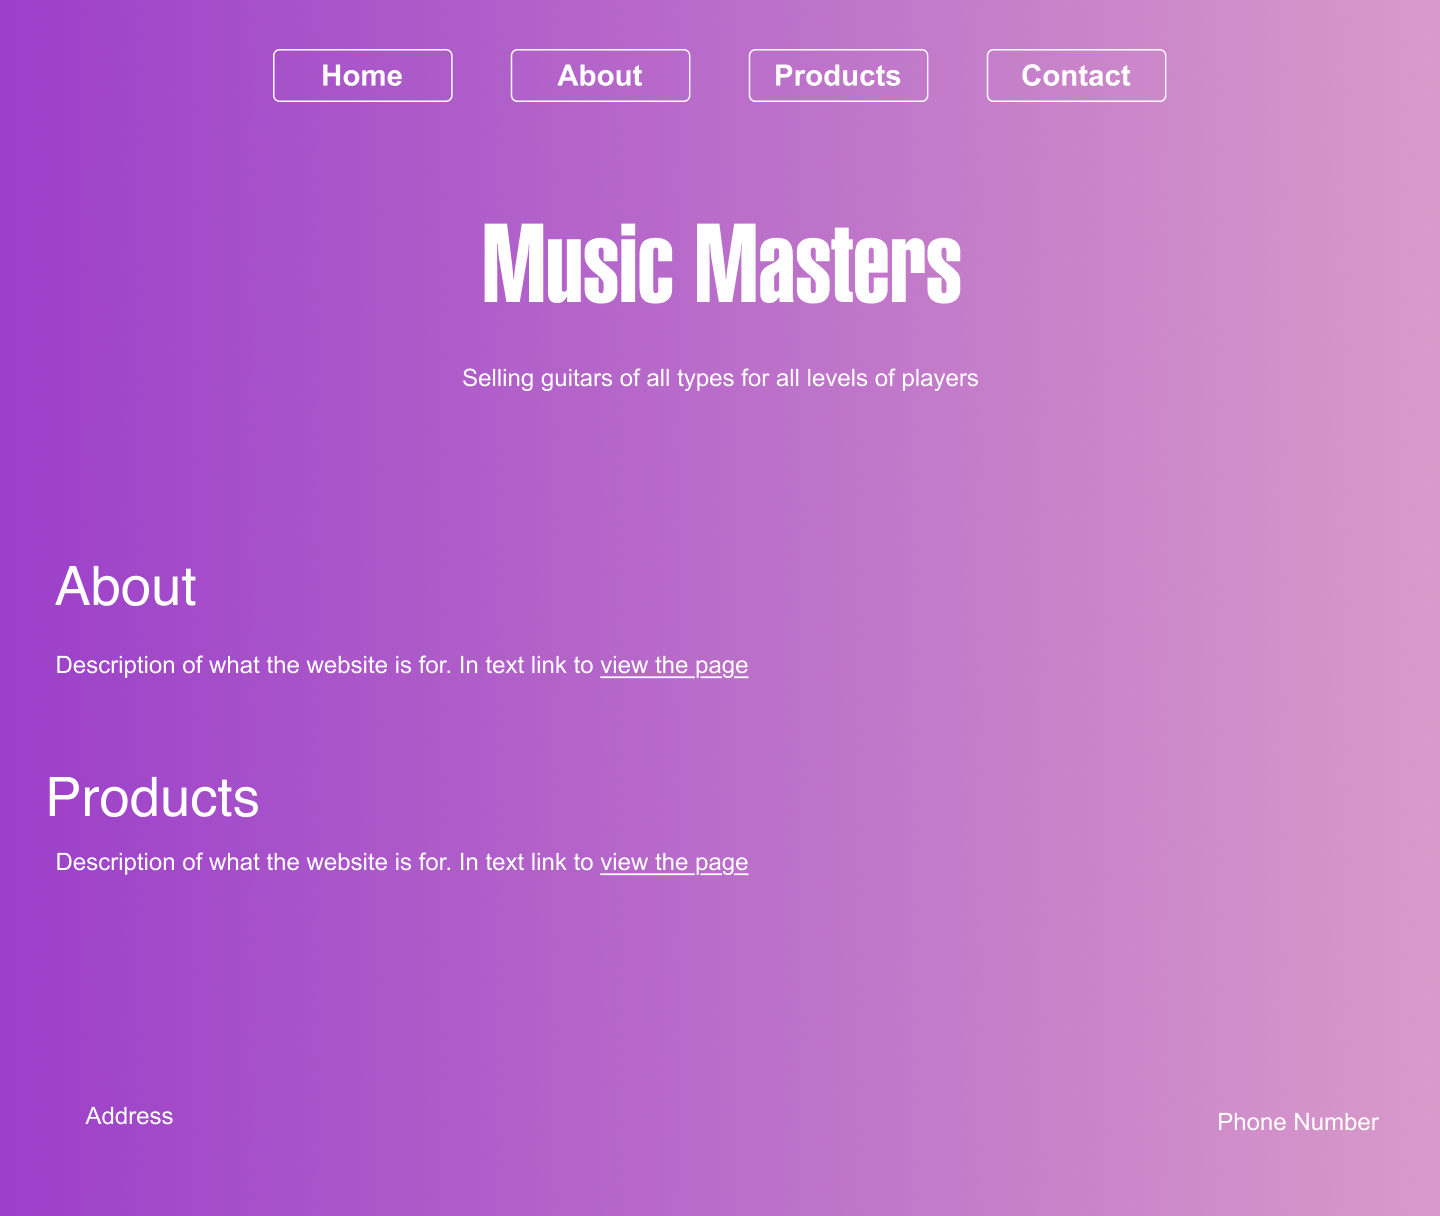 Home About Products Contact
Music Masters
Selling guitars of all types for all levels of players
About
Description of what the website is for. In text link to view the page
Products
Description of what the website is for. In text link to view the page
Address
Phone Number